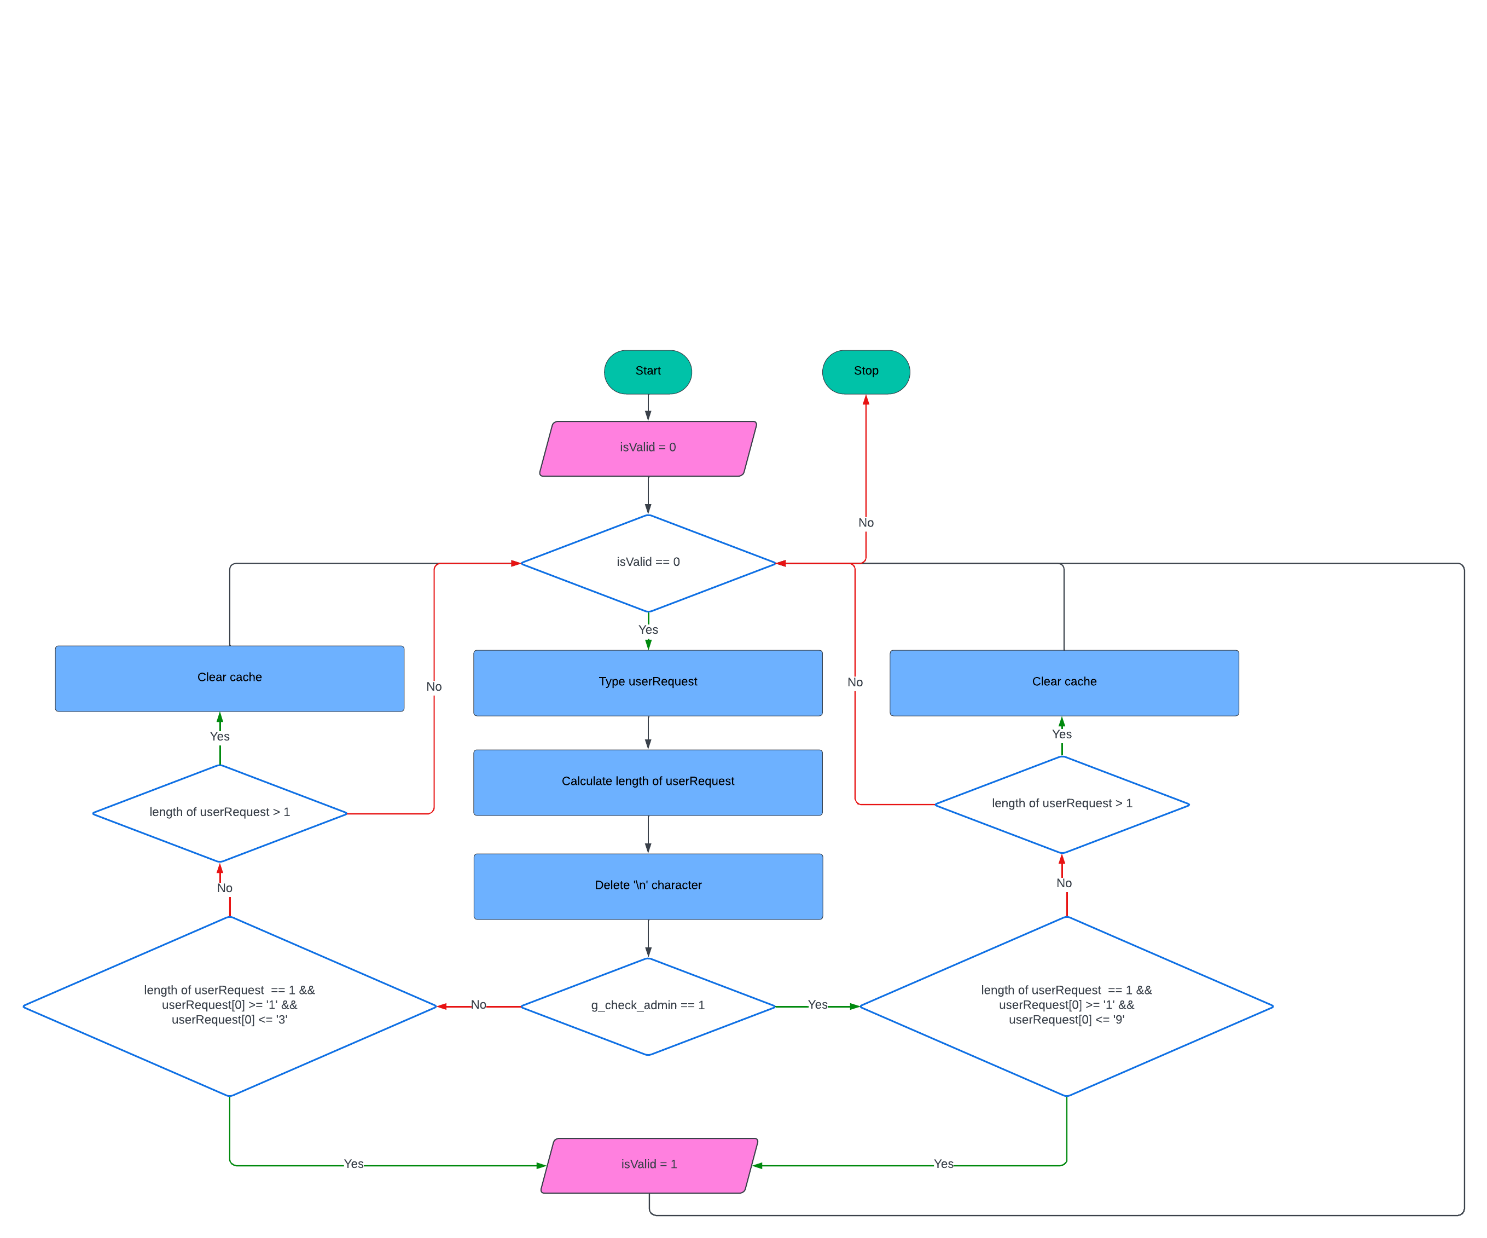 Start
Stop
isValid = 0
No
isValid == 0
Yes
Clear cache
No
Type userRequest
No
Clear cache
Yes
Yes
Calculate length of userRequest
length of userRequest > 1
length of userRequest > 1
No
Delete '\n' character
No
length of userRequest  == 1 &&
userRequest[0] >= '1' &&
userRequest[0] <= '3'
No
g_check_admin == 1
Yes
length of userRequest  == 1 &&
userRequest[0] >= '1' &&
userRequest[0] <= '9'
Yes
isValid = 1
Yes